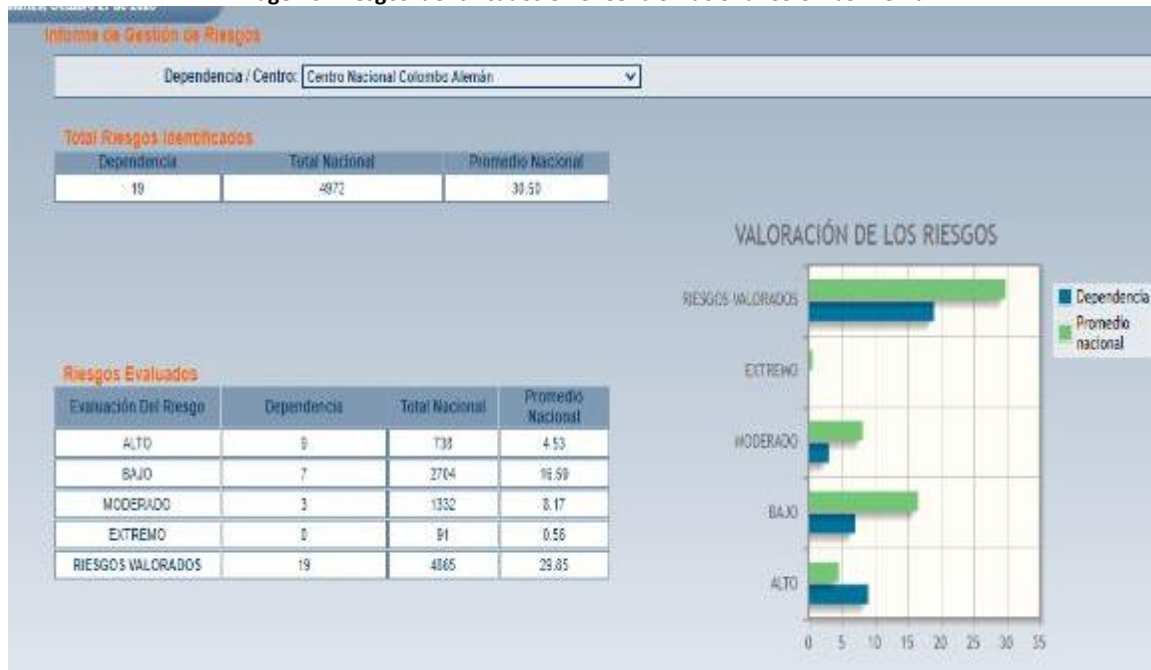 Informe de Gestión de Riesgos
Dependencia / Centro: Centro Nacional Colombo Alemán
Total Riesgos Identificados
Dependencia Total Nacional Promedio Nacional
19 4972 30.50
Riesgos Evaluados
Evaluación Del Riesgo Dependencia Total Nacional Promedio Nacional
ALTO 9 738 4.53
BAJO 7 2704 16.59
MODERADO 3 1332 8.17
EXTREMO 0 91 0.56
RIESGOS VALORADOS 19 4865 29.85
VALORACIÓN DE LOS RIESGOS
RIESGOS VALORADOS
EXTREMO
MODERADO
BAJO
ALTO
0 5 10 15 20 25 30 35
Dependencia
Promedio
nacional